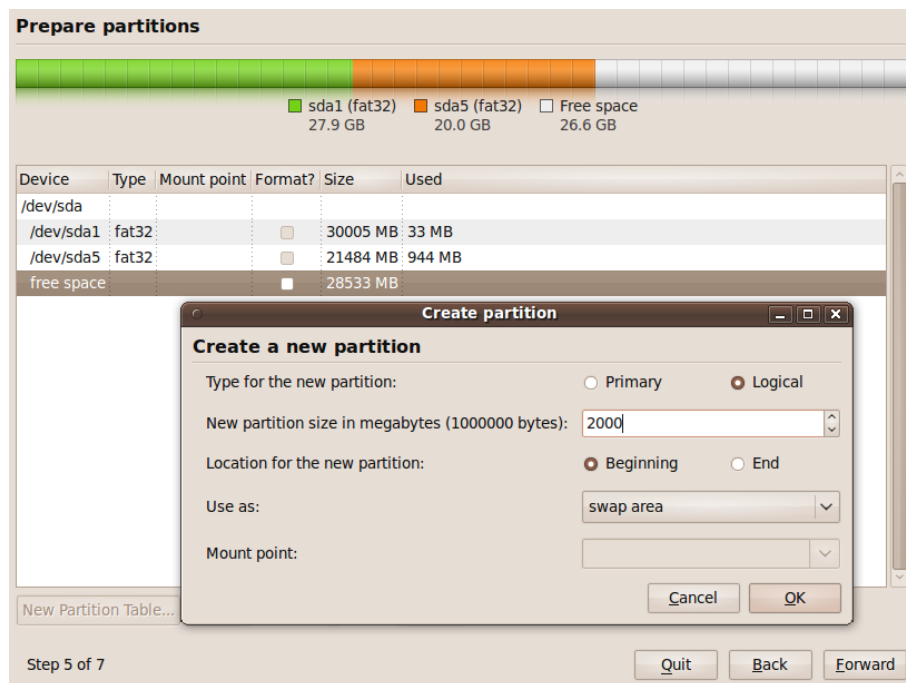 Prepare partitions
sda1 (fat32) sda5 (fat32) Free space
27.9 GB 20.0 GB 26.6 GB
Device Type Mount point Format? Size Used
/dev/sda
/dev/sda1 fat32 30005 MB 33 MB
/dev/sda5 fat32 21484 MB 944 MB
free space 28533 MB
Create partition
Create a new partition
Type for the new partition: Primary Logical
New partition size in megabytes (1000000 bytes): 2000
Location for the new partition: Beginning End
Use as: swap area
Mount point:
Cancel OK
New Partition Table...
Step 5 of 7 Quit Back Forward